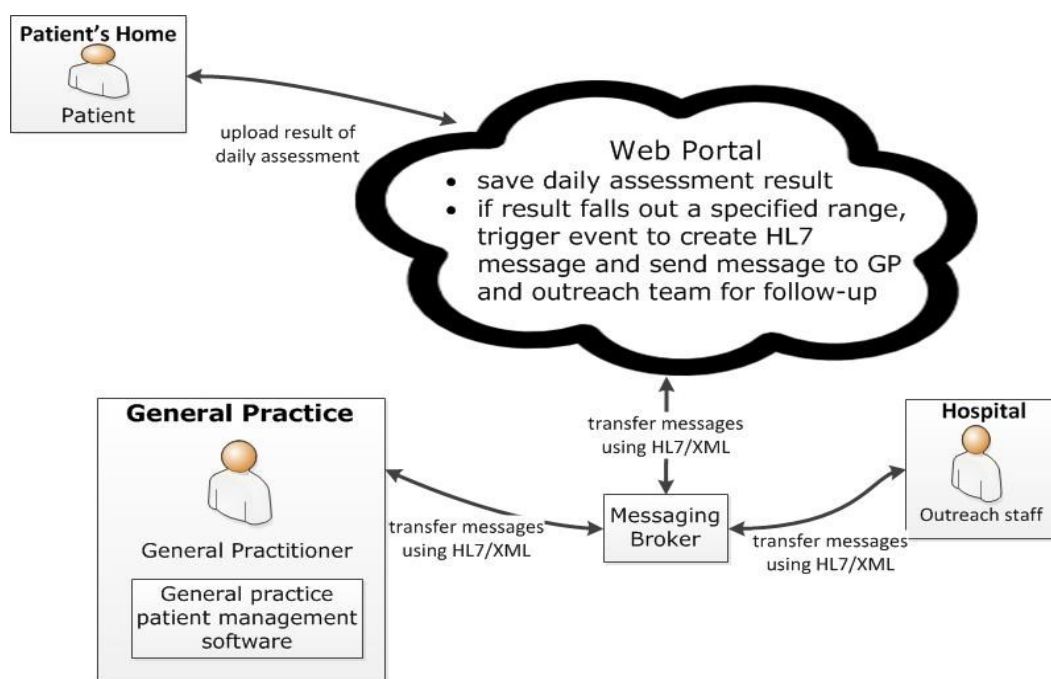 Patient's Home
Patient
upload result of
daily assessment
Web Portal
• save daily assessment result
• if result falls out a specified range,
trigger event to create HL7
message and send message to GP
and outreach team for follow-up
General Practice
General Practitioner
General practice
patient management
software
transfer messages
using HL7/XML
transfer messages
using HL7/XML
Messaging
Broker
transfer messages
using HL7/XML
Hospital
Outreach staff